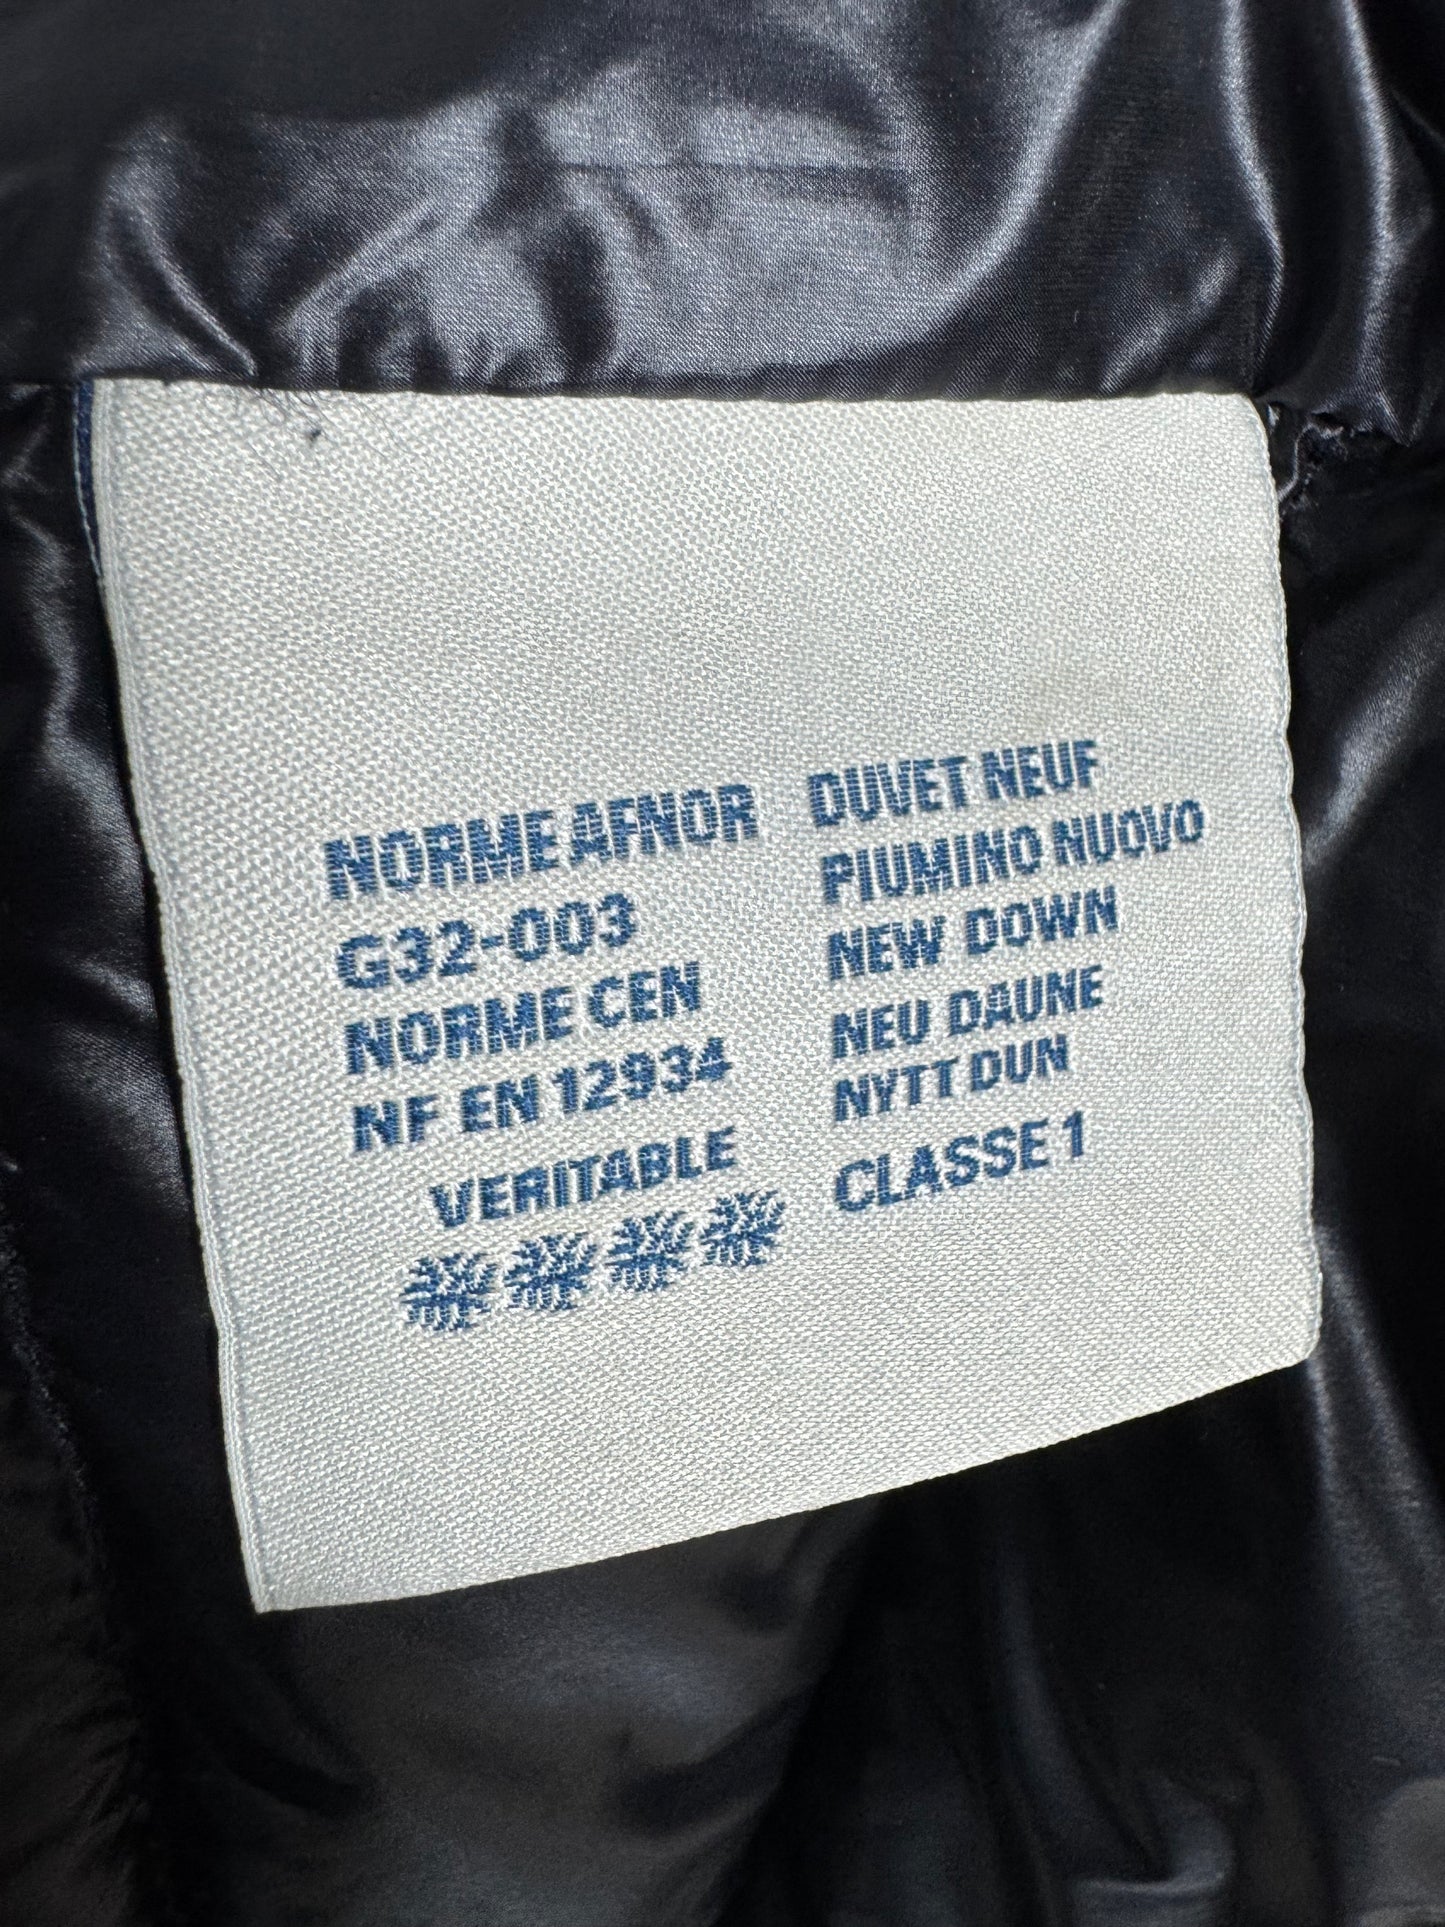 NORME AFNOR
G32-003
NORME CEN
NF EN 12934
VERITABLE
DUVET NEUF
PIUMINO NUOVO
NEW DOWN
NEU DAUNE
NYTT DUN
CLASSE 1